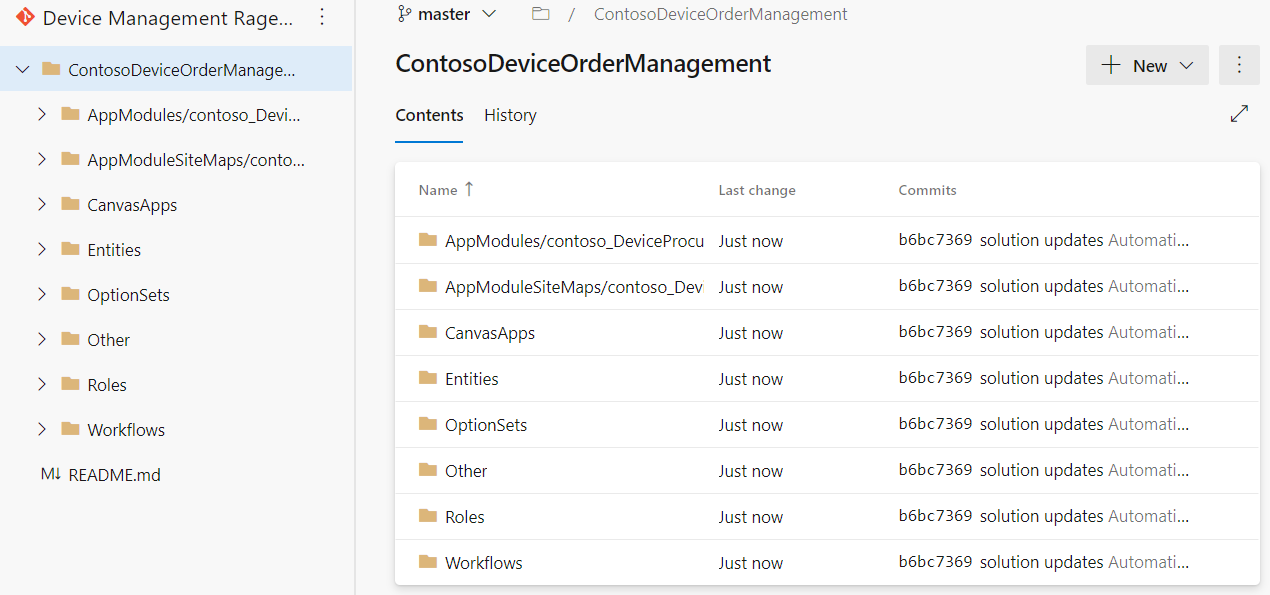 Device Management Rage...
ContosoDeviceOrderManage...
AppModules/contoso_Devi...
AppModuleSiteMaps/conto...
CanvasApps
Entities
OptionSets
Other
Roles
Workflows
M↓ README.md
master / ContosoDeviceOrderManagement
ContosoDeviceOrderManagement
New
Contents History
Name ↑ Last change Commits
AppModules/contoso_DeviceProcu Just now b6bc7369 solution updates Automati...
AppModuleSiteMaps/contoso_Dev Just now b6bc7369 solution updates Automati...
CanvasApps Just now b6bc7369 solution updates Automati...
Entities Just now b6bc7369 solution updates Automati...
OptionSets Just now b6bc7369 solution updates Automati...
Other Just now b6bc7369 solution updates Automati...
Roles Just now b6bc7369 solution updates Automati...
Workflows Just now b6bc7369 solution updates Automati...